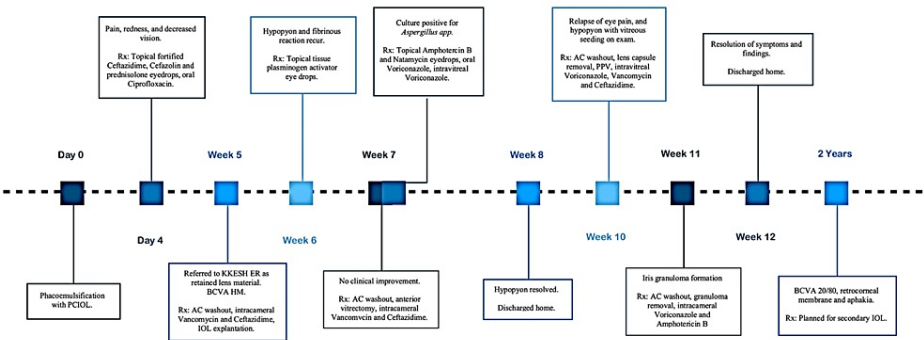 Pain, redness, and decreased
vision.
Rx: Topical fortified
Ceftazidime, Cefazolin and
prednisolone eyedrops, oral
Ciprofloxacin.
Hypopyon and fibrinous
reaction recur.
Rx: Topical tissue
plasminogen activator
eye drops.
Culture positive for
Aspergillus app.
Rx: Topical Amphotercin B
and Natamycin eyedrops, oral
Voriconazole, intravitreal
Voriconazole.
Relapse of eye pain, and
hypopyon with vitreous
seeding on exam.
Rx: AC washout, lens capsule
removal, PPV, intravitreal
Voriconazole, Vancomycin
and Ceftazidime.
Resolution of symptoms and
findings.
Discharged home.
Day 0
Week 5
Week 7
Week 8
Week 11
2 Years
Day 4
Week 6
Week 10
Week 12
Phacoemulsification
with PCIOL.
Referred to KKESH ER as
retained lens material.
BCVA HM.
Rx: AC washout, intracameral
Vancomycin and Ceftazidime,
IOL explantation.
No clinical improvement.
Rx: AC washout, anterior
vitrectomy, intracameral
Vancomycin and Ceftazidime.
Hypopyon resolved.
Discharged home.
Iris granuloma formation
Rx: AC washout, granuloma
removal, intracameral
Voriconazole and
Amphotericin B
BCVA 20/80, retrocorneal
membrane and aphakia.
Rx: Planned for secondary IOL.